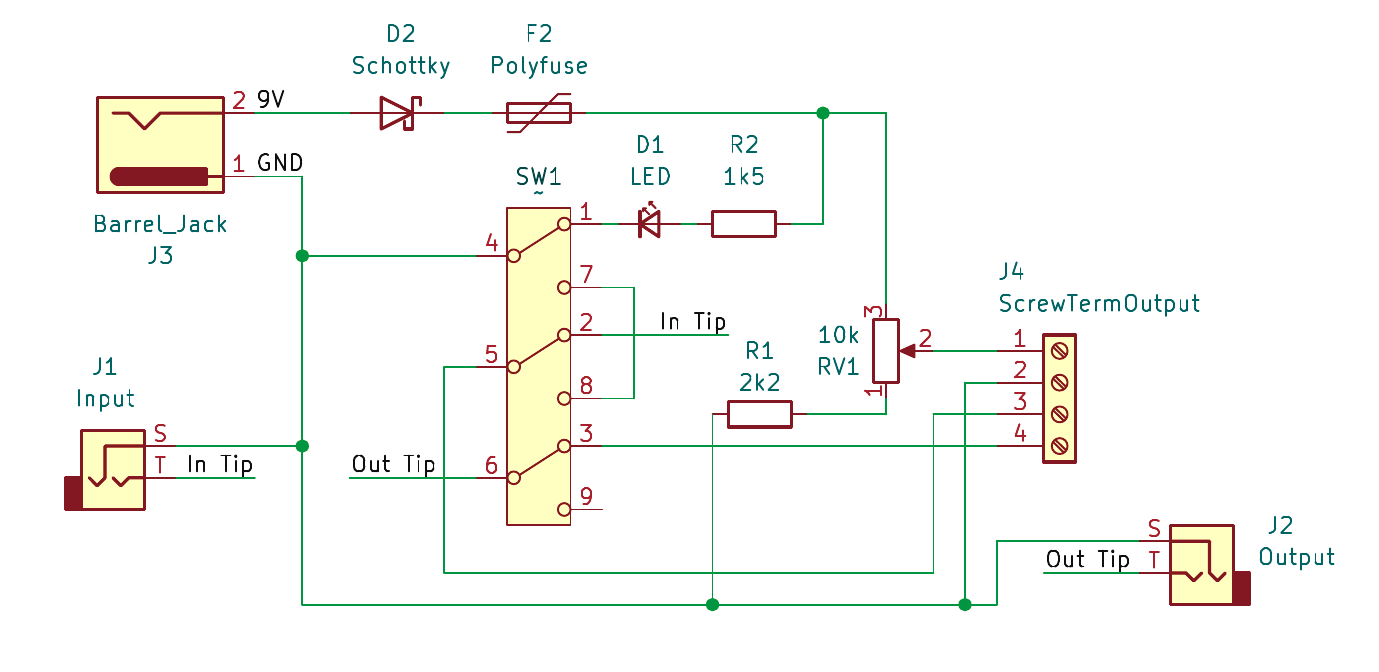 D2
Schottky
F2
Polyfuse
2
9V
1
GND
Barrel_Jack
J3
SW1
~
D1
LED
R2
1k5
1
4
7
2
In Tip
5
8
3
6
Out Tip
9
J4
ScrewTermOutput
3
10k
RV1
2
1
R1
2k2
1
2
3
4
J1
Input
S
T
In Tip
J2
Output
S
Out Tip
T